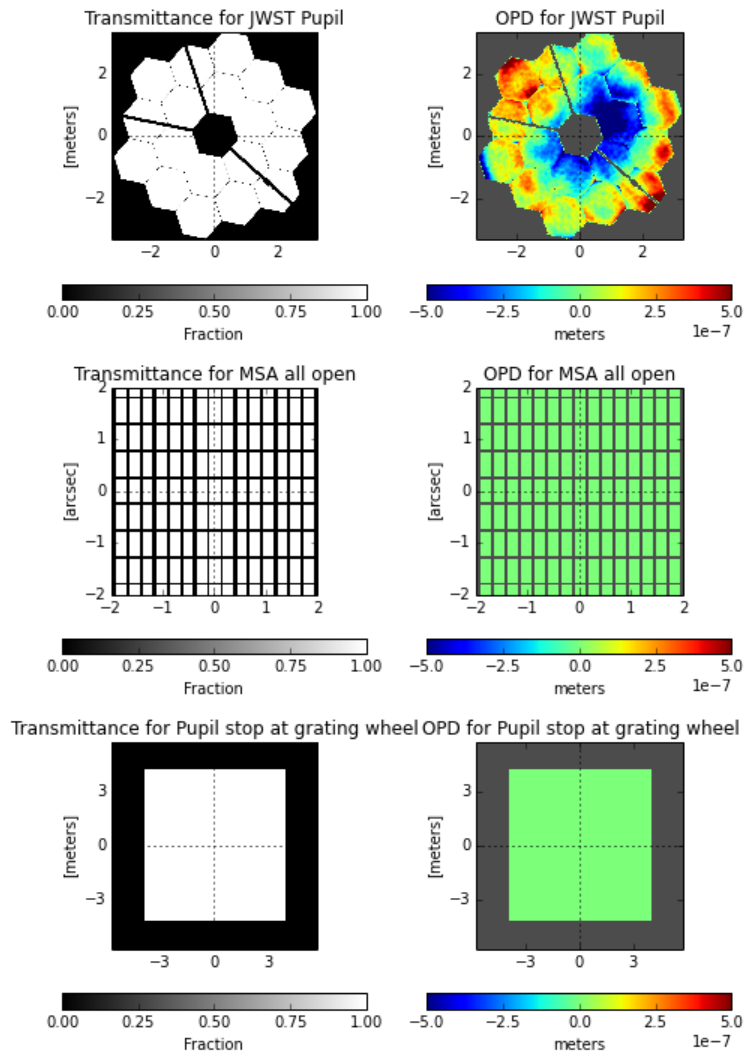 Transmittance for JWST Pupil
OPD for JWST Pupil
[meters]
2
0
−2
−2 0 2
[meters]
2
0
−2
−2 0 2
0.00 0.25 0.50 0.75 1.00
Fraction
−5.0 −2.5 0.0 2.5 5.0
1e−7
meters
Transmittance for MSA all open
OPD for MSA all open
[arcsec]
2
1
0
−1
−2
−2 −1 0 1 2
[arcsec]
2
1
0
−1
−2
−2 −1 0 1 2
0.00 0.25 0.50 0.75 1.00
Fraction
−5.0 −2.5 0.0 2.5 5.0
1e−7
meters
Transmittance for Pupil stop at grating wheel
OPD for Pupil stop at grating wheel
[meters]
3
0
−3
−3 0 3
[meters]
3
0
−3
−3 0 3
0.00 0.25 0.50 0.75 1.00
Fraction
−5.0 −2.5 0.0 2.5 5.0
1e−7
meters